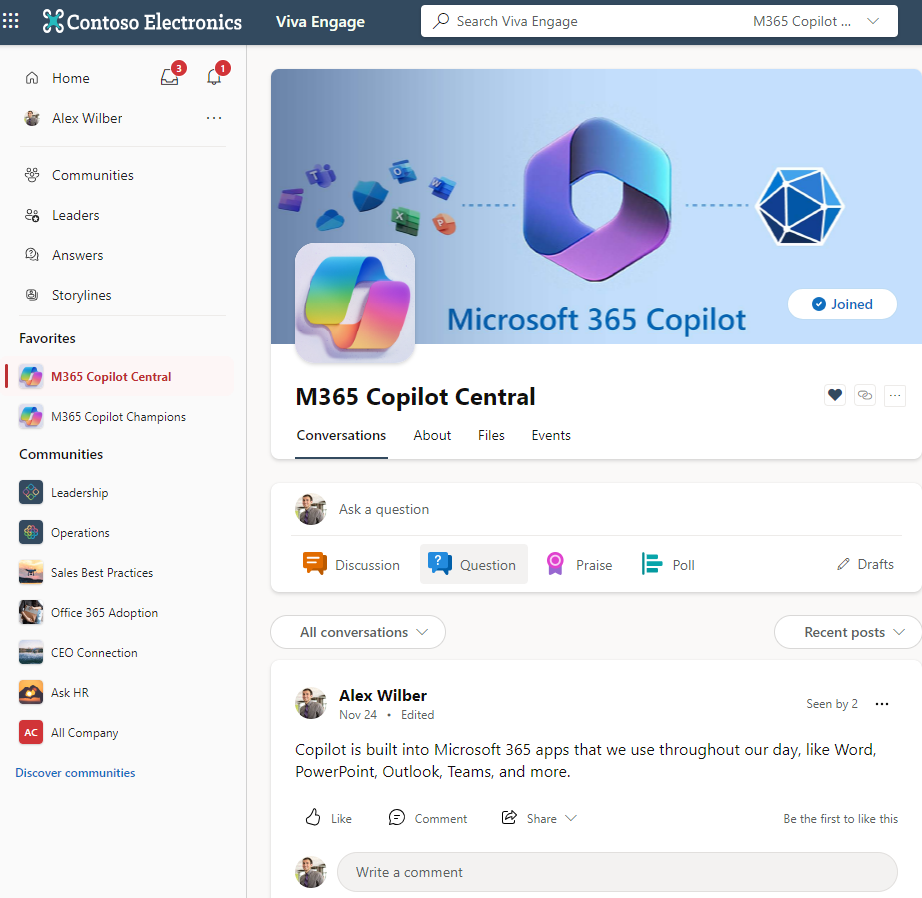 Contoso Electronics
Viva Engage
Search Viva Engage
M365 Copilot ...
Home
3
1
Alex Wilber
Communities
Leaders
Answers
Storylines
Favorites
M365 Copilot Central
M365 Copilot Champions
Communities
Leadership
Operations
Sales Best Practices
Office 365 Adoption
CEO Connection
Ask HR
AC All Company
Discover communities
Microsoft 365 Copilot
Joined
M365 Copilot Central
Conversations About Files Events
Ask a question
Discussion Question Praise Poll Drafts
All conversations
Recent posts
Alex Wilber
Nov 24 • Edited
Seen by 2
Copilot is built into Microsoft 365 apps that we use throughout our day, like Word,
PowerPoint, Outlook, Teams, and more.
Like Comment Share
Be the first to like this
Write a comment